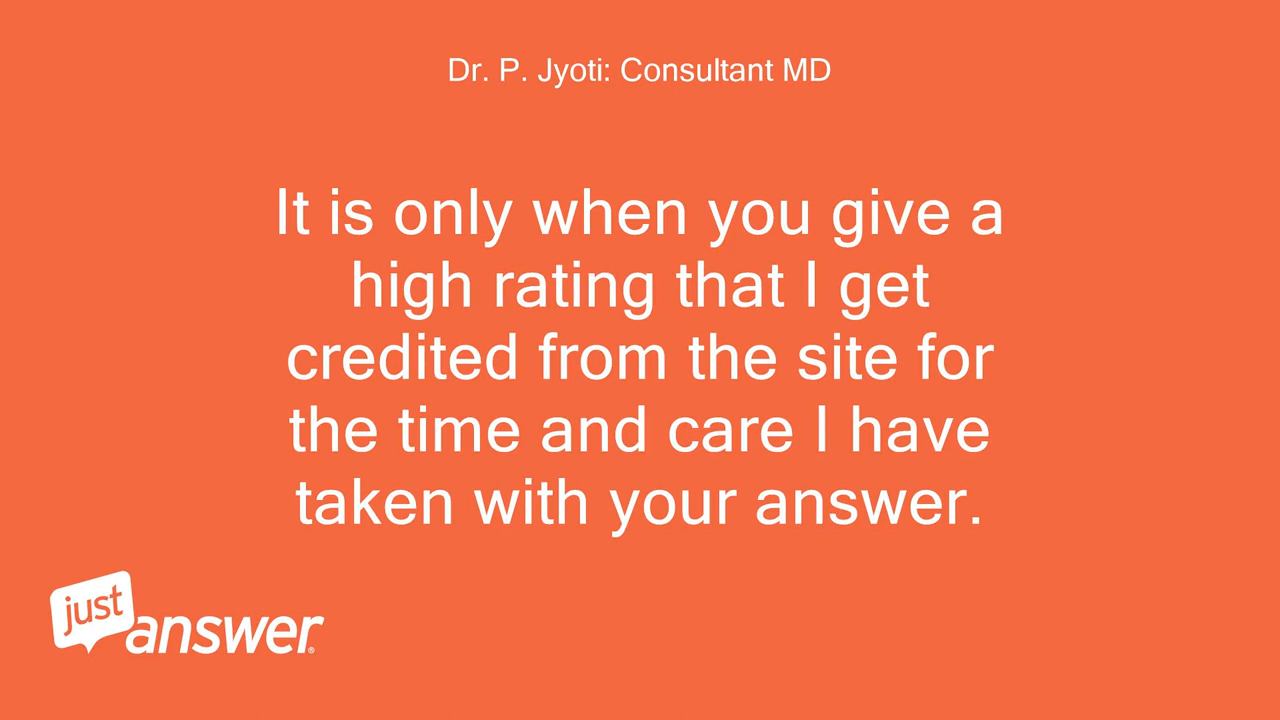 Dr. P. Jyoti: Consultant MD
It is only when you give a
high rating that I get
credited from the site for
the time and care I have
taken with your answer.
just
answer®